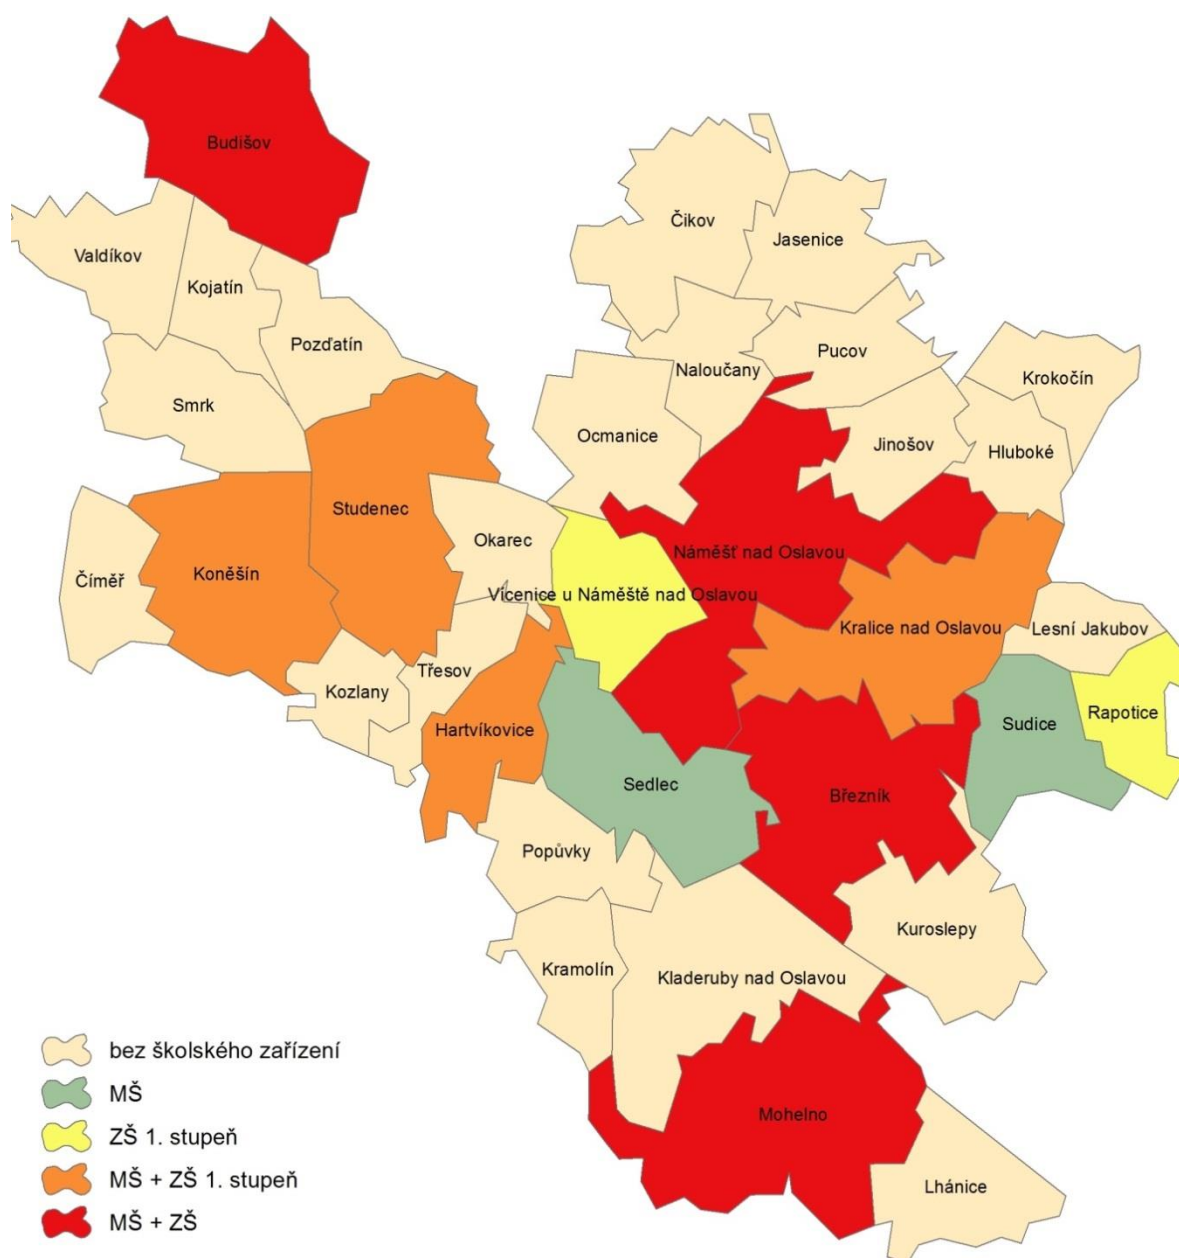 Budišov
Čikov
Jasenice
Valdíkov
Kojatín
Pozďatín
Pucov
Naloučany
Krokočín
Smrk
Ocmanice
Jinošov
Hluboké
Studenec
Okarec
Náměšť nad Oslavou
Koněšín
Číměř
Vícenice u Náměště nad Oslavou
Kralice nad Oslavou
Lesní Jakubov
Třesov
Kozlany
Hartvíkovice
Sudice
Rapotice
Sedlec
Březník
Popůvky
Kuroslepy
Kramolín
Kladeruby nad Oslavou
Mohelno
Lhánice
bez školského zařízení
MŠ
ZŠ 1. stupeň
MŠ + ZŠ 1. stupeň
MŠ + ZŠ